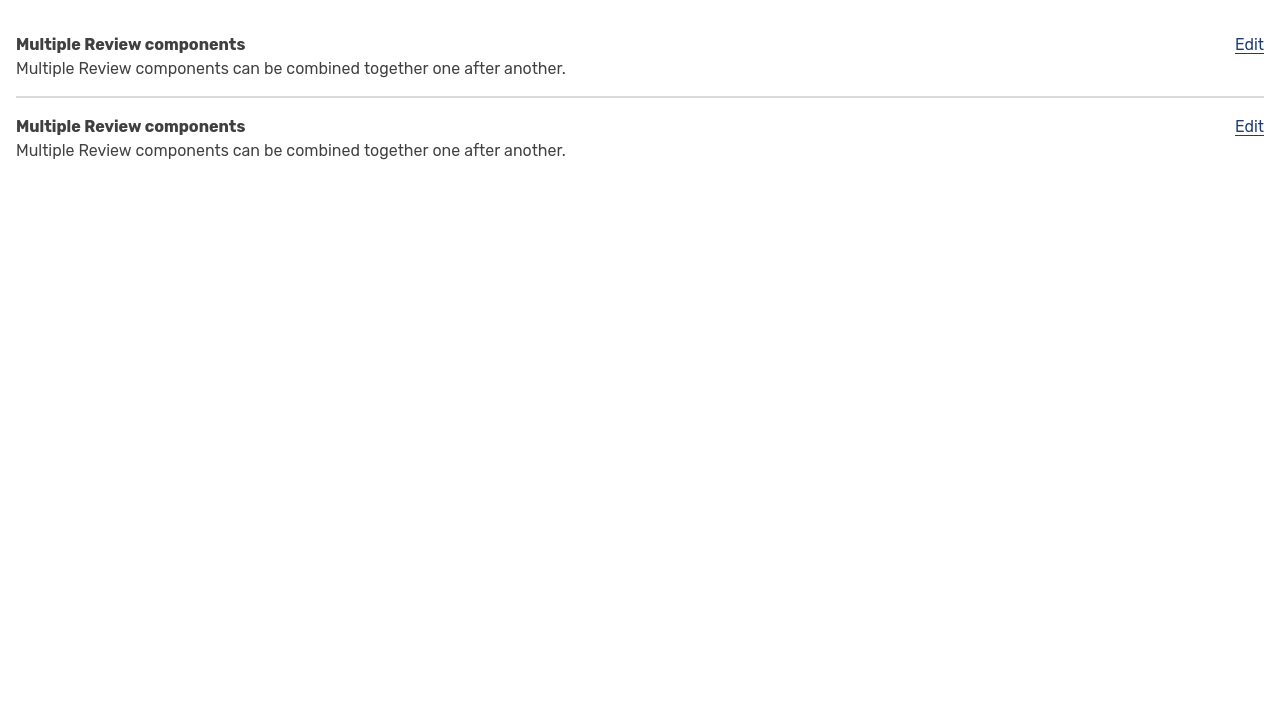 Multiple Review components
Edit
Multiple Review components can be combined together one after another.
Multiple Review components
Edit
Multiple Review components can be combined together one after another.